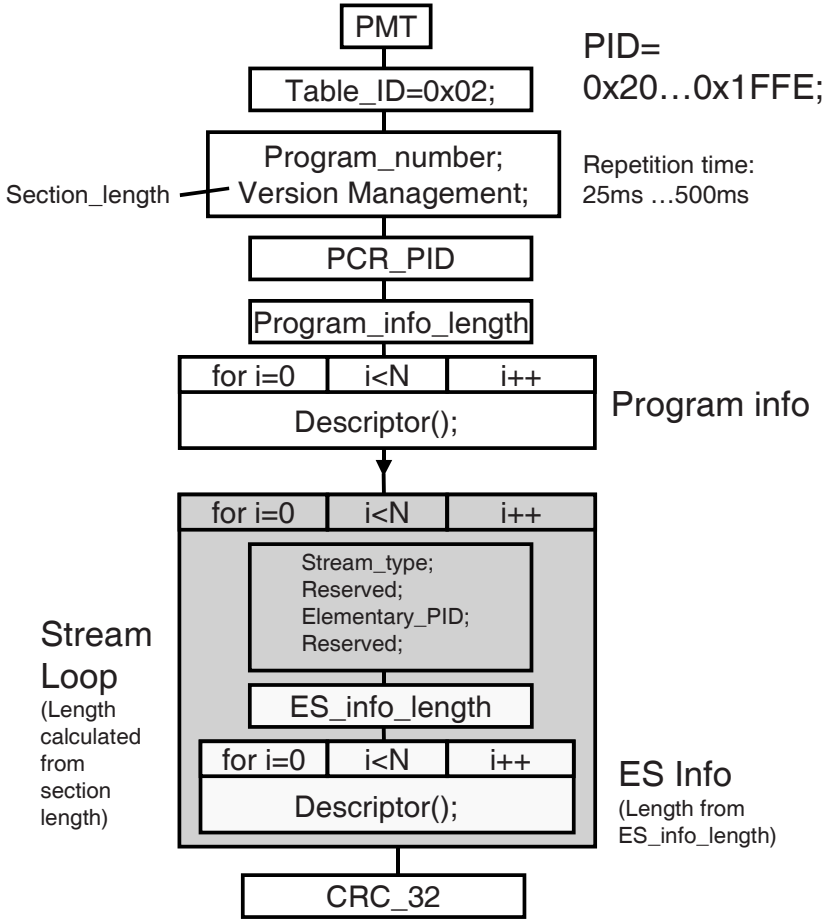 PMT
PID=
0x20...0x1FFE;
Table_ID=0x02;
Program_number;
Version Management;
Section_length
Repetition time:
25ms ...500ms
PCR_PID
Program_info_length
for i=0 i<N i++
Descriptor();
Program info
for i=0 i<N i++
Stream_type;
Reserved;
Elementary_PID;
Reserved;
Stream
Loop
(Length
calculated
from
section
length)
ES_info_length
for i=0 i<N i++
Descriptor();
ES Info
(Length from
ES_info_length)
CRC_32